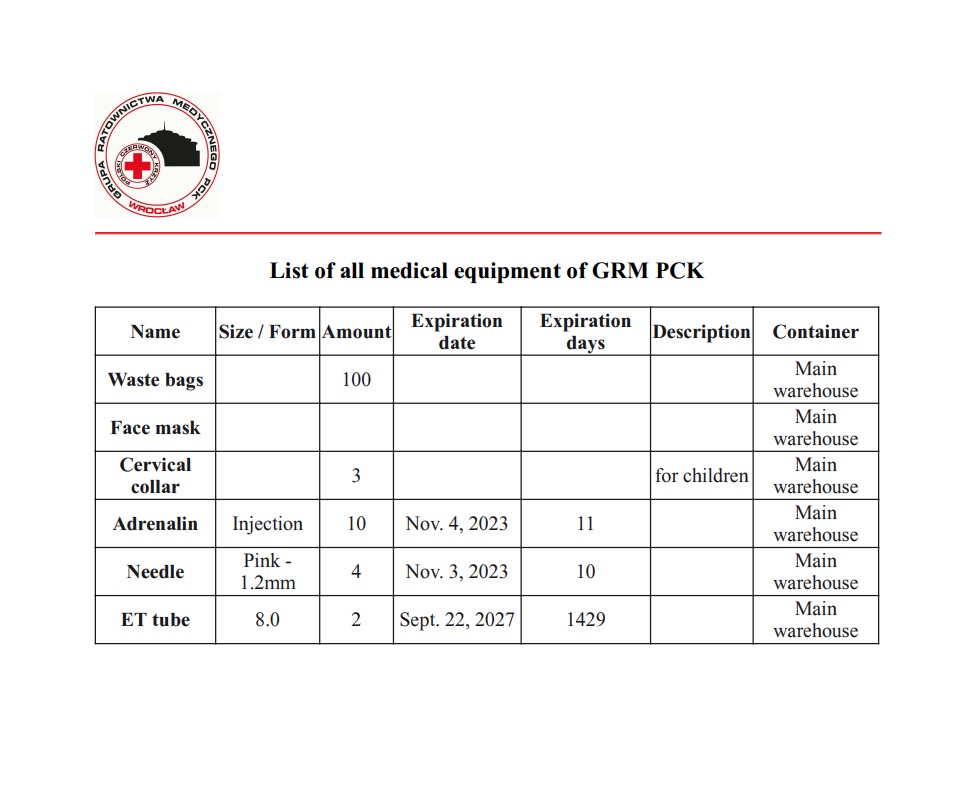 GRUPA RATOWNICTWA MEDYCZNEGO PCK
WROCŁAW
POLSKI CZERWONY KRZYŻ
List of all medical equipment of GRM PCK
Name Size / Form Amount Expiration date Expiration days Description Container
Waste bags 100 Main warehouse
Face mask Main warehouse
Cervical collar 3 for children Main warehouse
Adrenalin Injection 10 Nov. 4, 2023 11 Main warehouse
Needle Pink - 1.2mm 4 Nov. 3, 2023 10 Main warehouse
ET tube 8.0 2 Sept. 22, 2027 1429 Main warehouse